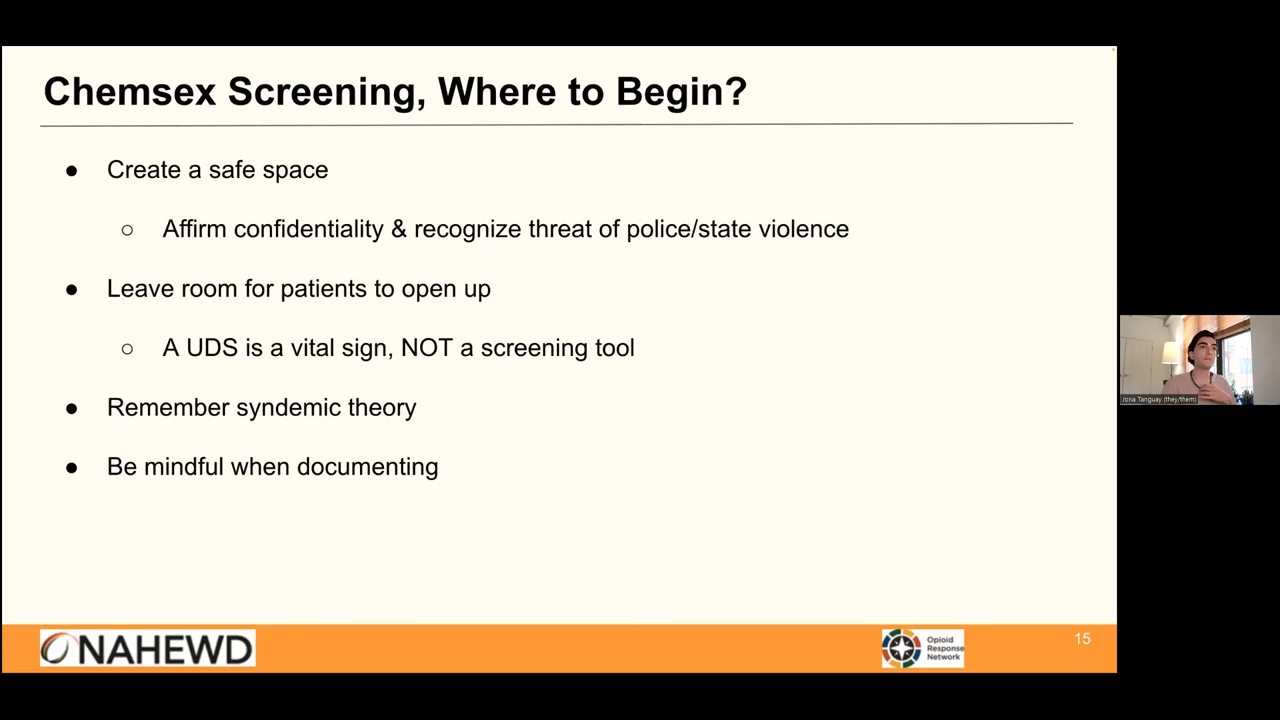 Chemsex Screening, Where to Begin?
● Create a safe space
○ Affirm confidentiality & recognize threat of police/state violence
● Leave room for patients to open up
○ A UDS is a vital sign, NOT a screening tool
● Remember syndemic theory
● Be mindful when documenting
Jona Tanguay (they/them)
NAHEWD
Opioid
Response
Network
15